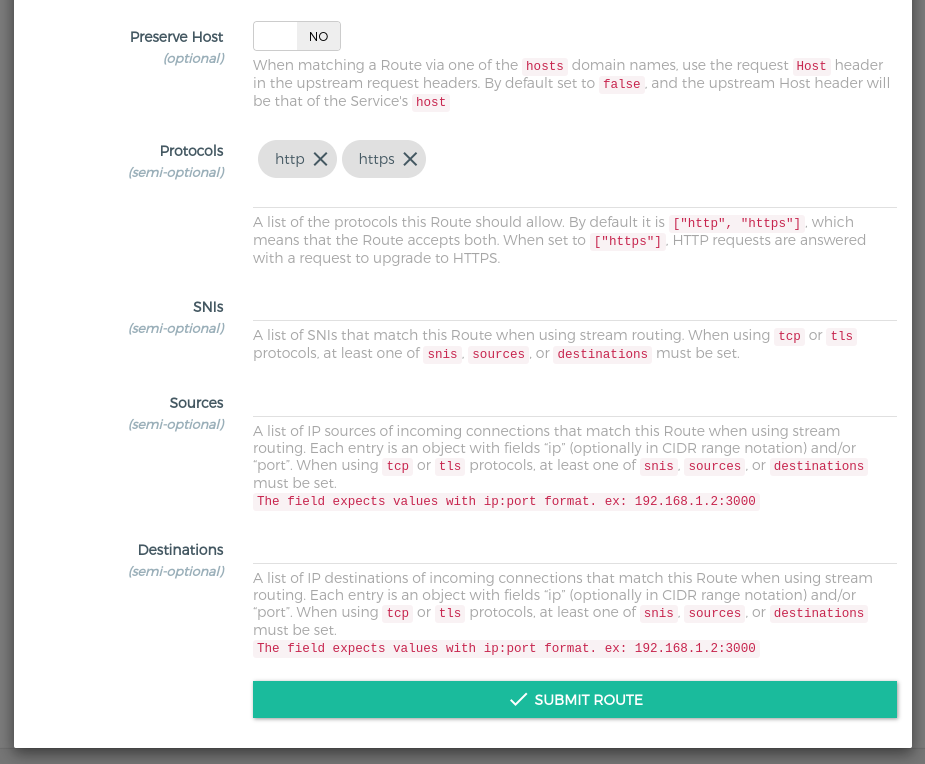 Preserve Host
(optional)
NO
When matching a Route via one of the hosts domain names, use the request Host header
in the upstream request headers. By default set to false, and the upstream Host header will
be that of the Service's host
Protocols
(semi-optional)
http
https
A list of the protocols this Route should allow. By default it is ["http", "https"], which
means that the Route accepts both. When set to ["https"], HTTP requests are answered
with a request to upgrade to HTTPS.
SNIs
(semi-optional)
A list of SNIs that match this Route when using stream routing. When using tcp or tls
protocols, at least one of snis, sources, or destinations must be set.
Sources
(semi-optional)
A list of IP sources of incoming connections that match this Route when using stream
routing. Each entry is an object with fields “ip” (optionally in CIDR range notation) and/or
“port”. When using tcp or tls protocols, at least one of snis, sources, or destinations
must be set.
The field expects values with ip:port format. ex: 192.168.1.2:3000
Destinations
(semi-optional)
A list of IP destinations of incoming connections that match this Route when using stream
routing. Each entry is an object with fields “ip” (optionally in CIDR range notation) and/or
“port”. When using tcp or tls protocols, at least one of snis, sources, or destinations
must be set.
The field expects values with ip:port format. ex: 192.168.1.2:3000
SUBMIT ROUTE